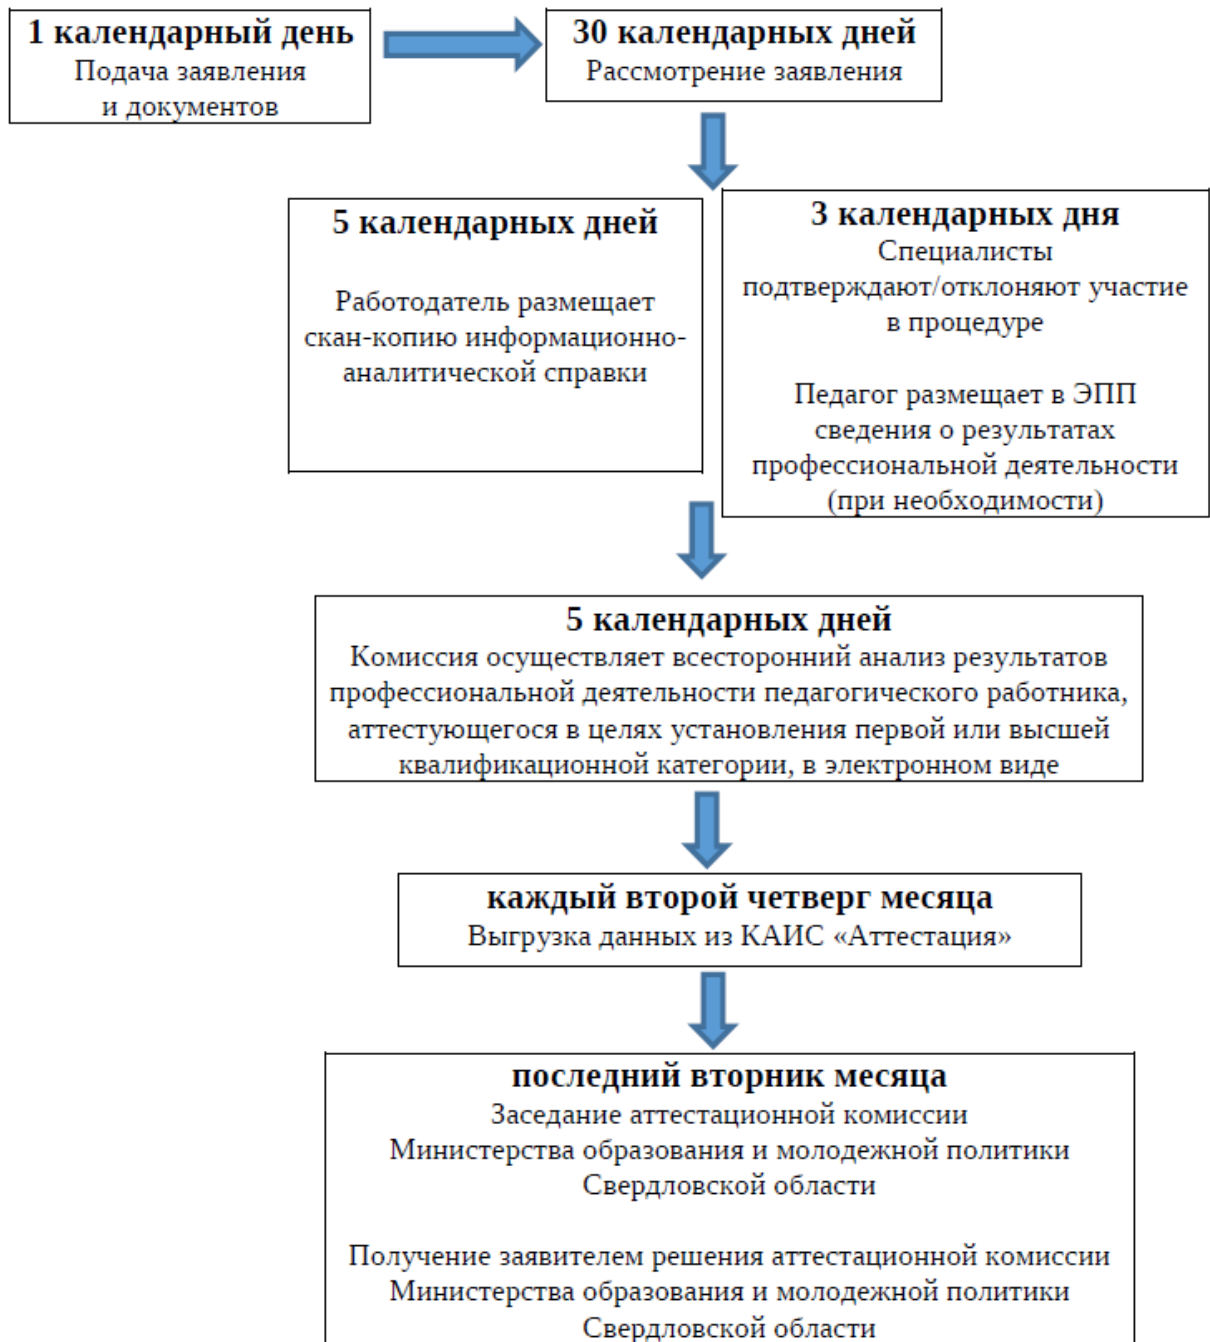 1 календарный день
Подача заявления
и документов
30 календарных дней
Рассмотрение заявления
5 календарных дней
Работодатель размещает
скан-копию информационно-
аналитической справки
3 календарных дня
Специалисты
подтверждают/отклоняют участие
в процедуре
Педагог размещает в ЭПП
сведения о результатах
профессиональной деятельности
(при необходимости)
5 календарных дней
Комиссия осуществляет всесторонний анализ результатов
профессиональной деятельности педагогического работника,
аттестующегося в целях установления первой или высшей
квалификационной категории, в электронном виде
каждый второй четверг месяца
Выгрузка данных из КАИС «Аттестация»
последний вторник месяца
Заседание аттестационной комиссии
Министерства образования и молодежной политики
Свердловской области
Получение заявителем решения аттестационной комиссии
Министерства образования и молодежной политики
Свердловской области